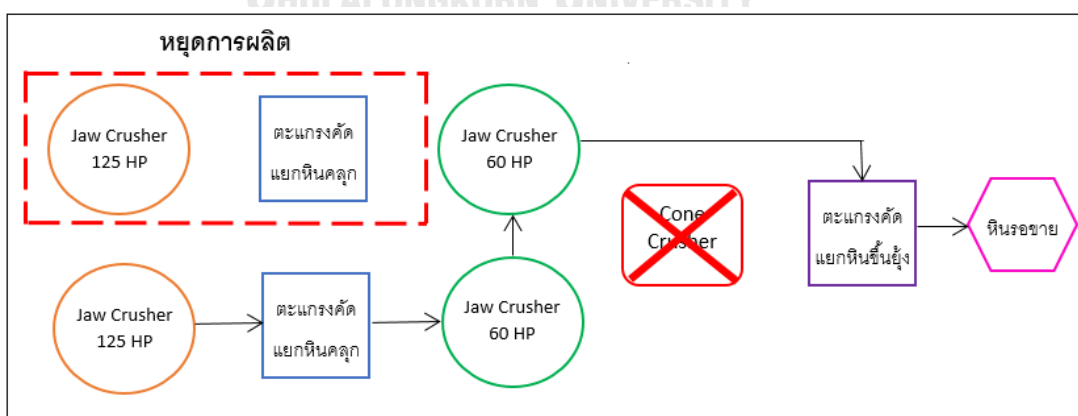 CHULALONGKORN UNIVERSITY
หยุดการผลิต
Jaw Crusher
125 HP
ตะแกรงคัด
แยกหินคลุก
Jaw Crusher
60 HP
Cone
Crusher
ตะแกรงคัด
แยกหินขึ้นยุ้ง
หินรอขาย
Jaw Crusher
125 HP
ตะแกรงคัด
แยกหินคลุก
Jaw Crusher
60 HP